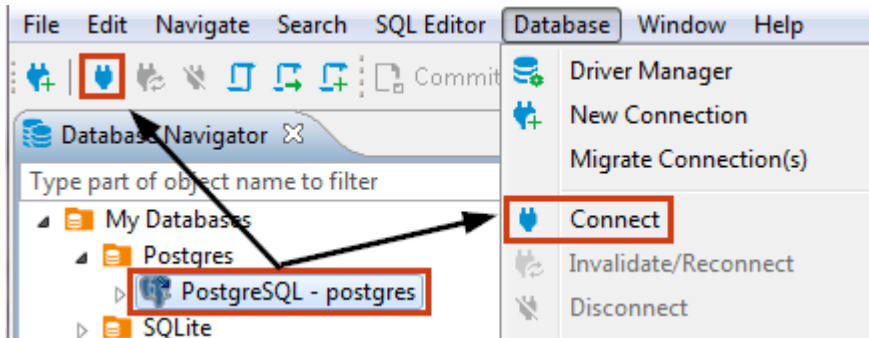 File Edit Navigate Search SQL Editor Database Window Help
Commit
Driver Manager
New Connection
Migrate Connection(s)
Connect
Invalidate/Reconnect
Disconnect
Database Navigator
Type part of object name to filter
My Databases
Postgres
PostgreSQL - postgres
SQLite